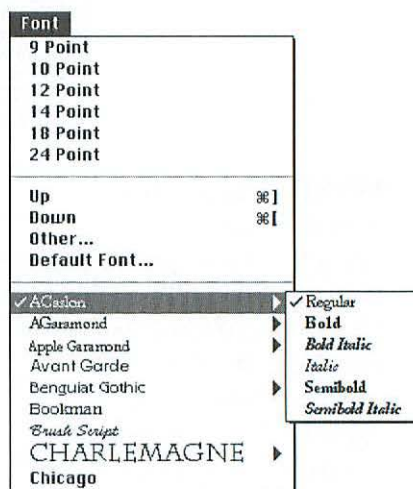 Font
9 Point
10 Point
12 Point
14 Point
18 Point
24 Point
Up ⌘]
Down ⌘[
Other...
Default Font...
✓ACaslon ▶
AGaramond ▶
Apple Garamond ▶
Avant Garde
Benguiat Gothic ▶
Bookman
Brush Script
CHARLEMAGNE ▶
Chicago
✓Regular
Bold
Bold Italic
Italic
Semibold
Semibold Italic